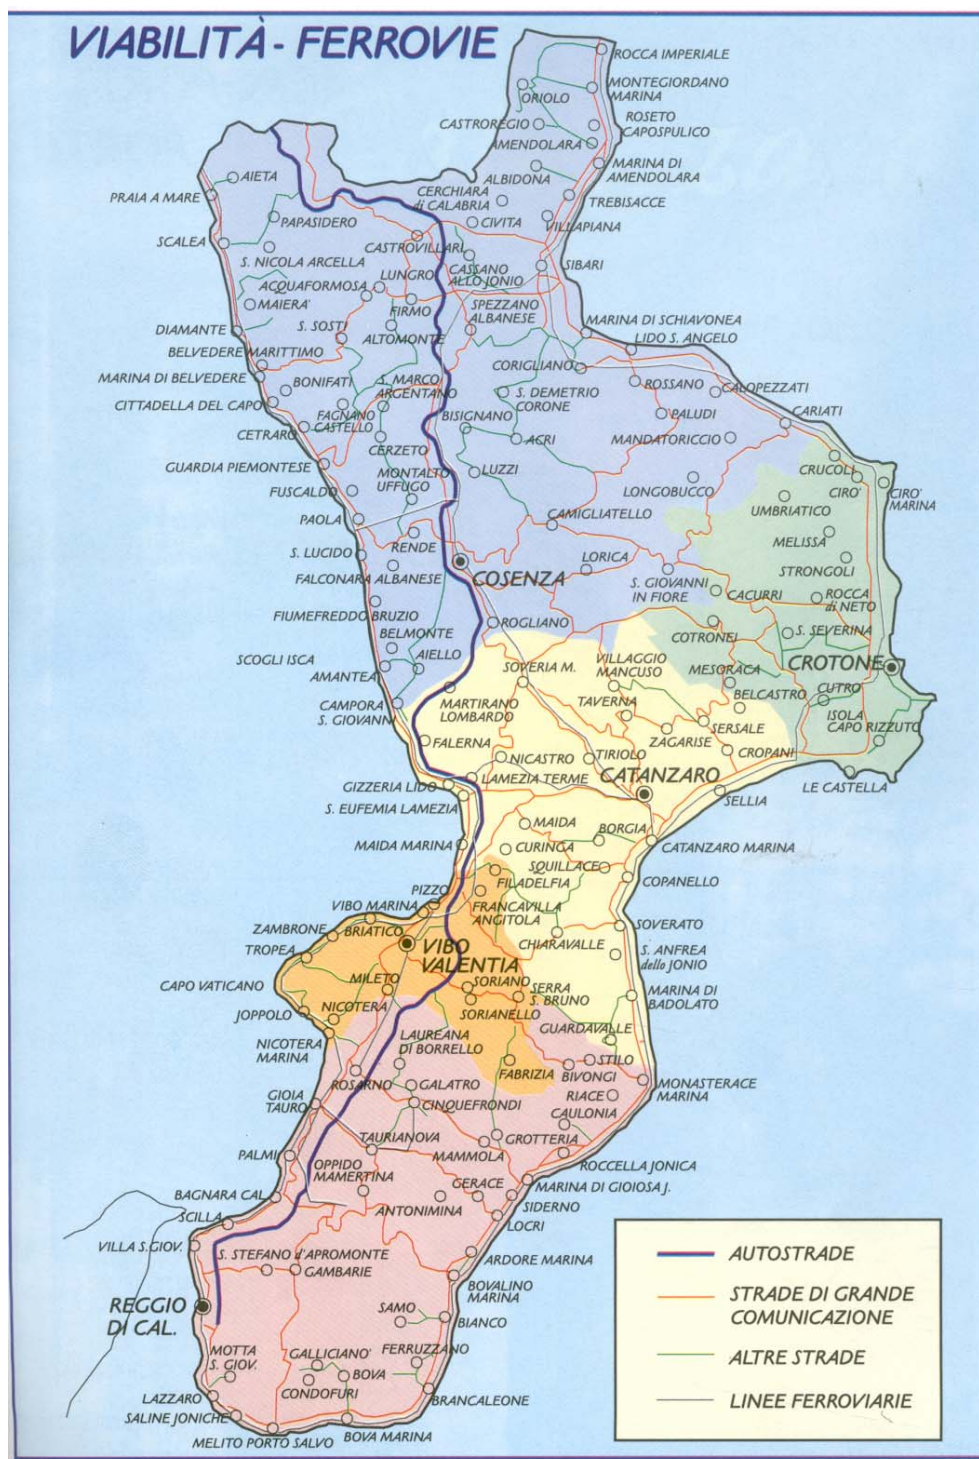 VIABILITÀ - FERROVIE
ROCCA IMPERIALE
ORIOLO
MONTEGIORDANO
MARINA
CASTROREGIO
ROSETO
CAPOSPULICO
AMENDOLARA
MARINA DI
AMENDOLARA
ALBIDONA
AIETA
PRAIA A MARE
CERCHIARA
di CALABRIA
TREBISACCE
PAPASIDERO
CIVITA
VILLAPIANA
SCALEA
CASTROVILLARI
S. NICOLA ARCELLA
LUNGRO
CASSANO
ALLO JONIO
SIBARI
ACQUAFORMOSA
MAIERA'
FIRMO
SPEZZANO
ALBANESE
DIAMANTE
S. SOSTI
ALTOMONTE
MARINA DI SCHIAVONEA
LIDO S. ANGELO
BELVEDERE MARITTIMO
CORIGLIANO
MARINA DI BELVEDERE
BONIFATI
S. MARCO
ARGENTANO
S. DEMETRIO
CORONE
ROSSANO
CALOPEZZATI
CITTADELLA DEL CAPO
FAGNANO
CASTELLO
BISIGNANO
PALUDI
CARIATI
CETRARO
CERZETO
ACRI
MANDATORICCIO
GUARDIA PIEMONTESE
MONTALTO
UFFUGO
LUZZI
CRUCOLI
FUSCALDO
LONGOBUCCO
CIRO'
CIRO'
MARINA
UMBRIATICO
PAOLA
CAMIGLIATELLO
RENDE
MELISSA
S. LUCIDO
LORICA
STRONGOLI
FALCONARA ALBANESE
COSENZA
S. GIOVANNI
IN FIORE
CACURRI
ROCCA
di NETO
FIUMEFREDDO BRUZIO
ROGLIANO
BELMONTE
COTRONEI
S. SEVERINA
AIELLO
SCOGLI ISCA
SOVERIA M.
VILLAGGIO
MANCUSO
MESORACA
CROTONE
AMANTEA
MARTIRANO
LOMBARDO
TAVERNA
BELCASTRO
CUTRO
CAMPORA
S. GIOVANNI
ISOLA
CAPO RIZZUTO
SERSALE
ZAGARISE
FALERNA
NICASTRO
TIRIOLO
CROPANI
GIZZERIA LIDO
LAMEZIA TERME
CATANZARO
LE CASTELLA
S. EUFEMIA LAMEZIA
SELLIA
MAIDA
BORGIA
MAIDA MARINA
CURINGA
CATANZARO MARINA
SQUILLACE
FILADELFIA
COPANELLO
PIZZO
VIBO MARINA
FRANCAVILLA
ANGITOLA
ZAMBRONE
BRIATICO
SOVERATO
TROPEA
VIBO
VALENTIA
CHIARAVALLE
S. ANFREA
dello JONIO
CAPO VATICANO
MILETO
SORIANO
SERRA
S. BRUNO
MARINA DI
BADOLATO
JOPPOLO
NICOTERA
SORIANELLO
GUARDAVALLE
NICOTERA
MARINA
LAUREANA
DI BORRELLO
STILO
FABRIZIA
BIVONGI
ROSARNO
MONASTERACE
MARINA
GALATRO
RIACE
GIOIA
TAURO
CINQUEFRONDI
CAULONIA
TAURIANOVA
GROTTERIA
PALMI
MAMMOLA
OPPIDO
MAMERTINA
ROCCELLA JONICA
GERACE
MARINA DI GIOIOSA J.
BAGNARA CAL.
ANTONIMINA
SIDERNO
SCILLA
LOCRI
VILLA S.GIOV.
S. STEFANO d'APROMONTE
ARDORE MARINA
GAMBARIE
BOVALINO
MARINA
REGGIO
DI CAL.
SAMO
BIANCO
MOTTA
S. GIOV.
GALLICIANO'
FERRUZZANO
BOVA
LAZZARO
CONDOFURI
BRANCALEONE
SALINE JONICHE
MELITO PORTO SALVO
BOVA MARINA
AUTOSTRADE
STRADE DI GRANDE
COMUNICAZIONE
ALTRE STRADE
LINEE FERROVIARIE